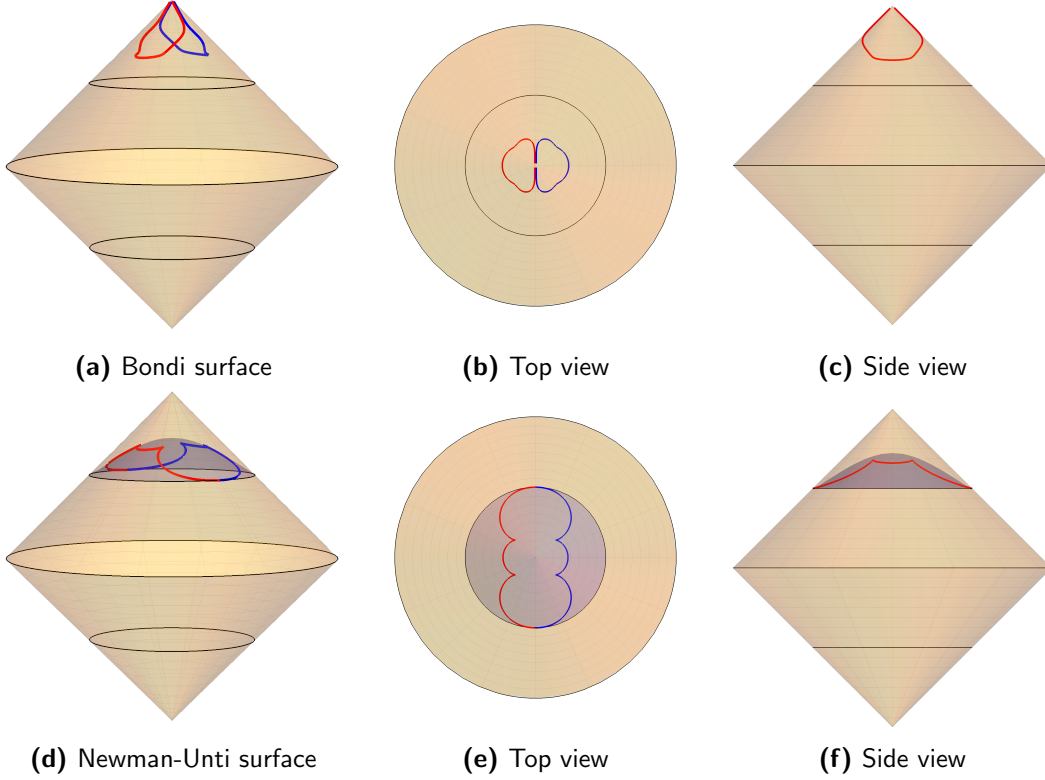 (a) Bondi surface
(b) Top view
(c) Side view
(d) Newman-Unti surface
(e) Top view
(f) Side view